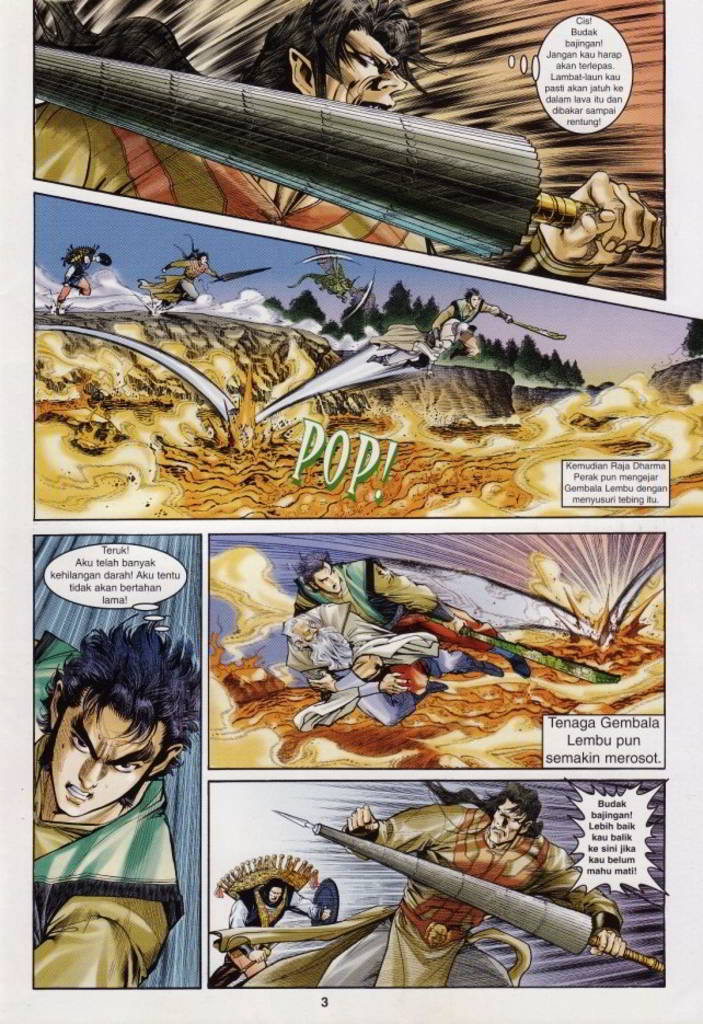 Cis!
Budak
bajingan!
Jangan kau harap
akan terlepas.
Lambat-laun kau
pasti akan jatuh ke
dalam lava itu dan
dibakar sampai
rentung!
POP!
Kemudian Raja Dharma
Perak pun mengejar
Gembala Lembu dengan
menyusuri tebing itu.
Teruk!
Aku telah banyak
kehilangan darah! Aku tentu
tidak akan bertahan
lama!
Tenaga Gembala
Lembu pun
semakin merosot.
Budak
bajingan!
Lebih baik
kau balik
ke sini jika
kau belum
mahu mati!
3